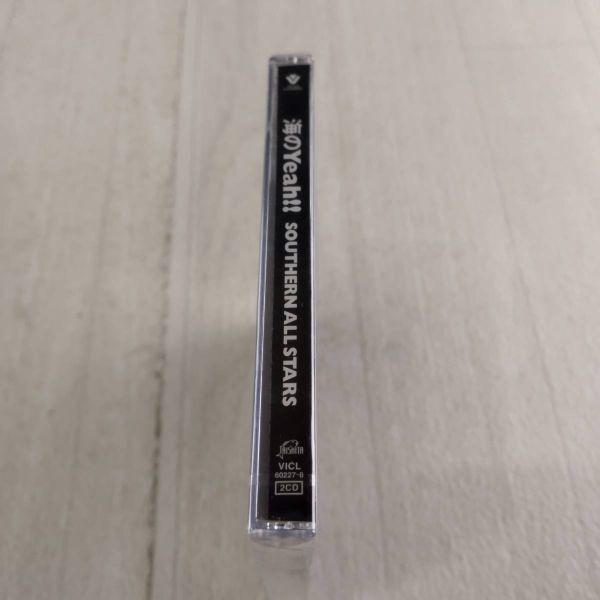 海のYeah!!
SOUTHERN ALL STARS
TAISHITA
VICL
60227-8
2CD